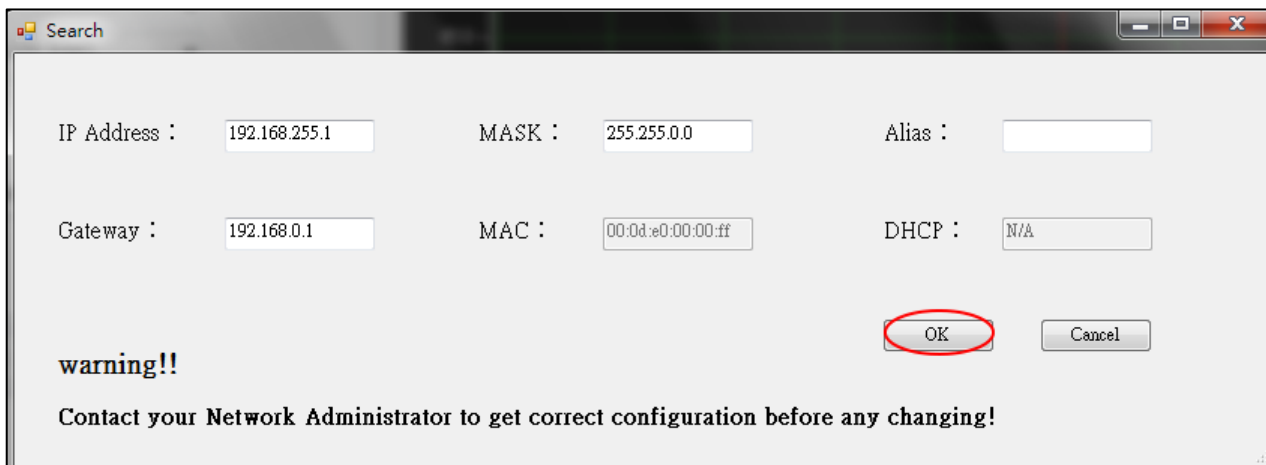 Search
IP Address： 192.168.255.1 MASK： 255.255.0.0 Alias：
Gateway： 192.168.0.1 MAC： 00:0d:e0:00:00:ff DHCP： N/A
OK Cancel
warning!!
Contact your Network Administrator to get correct configuration before any changing!